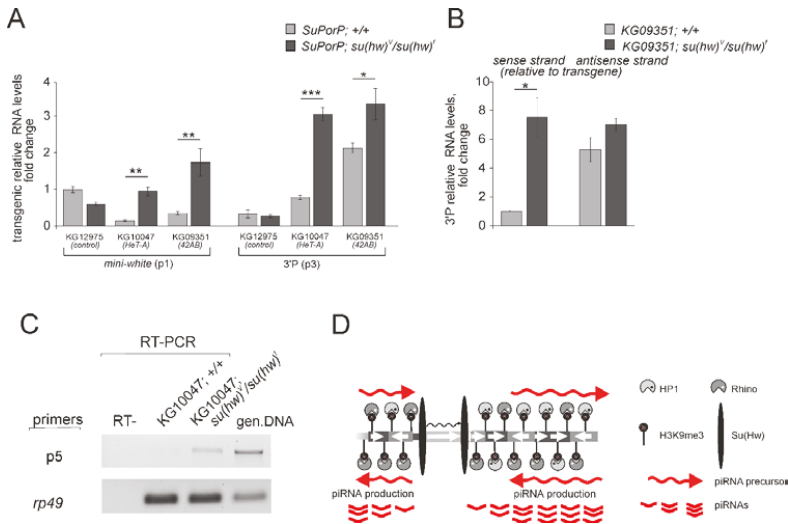 A
SuPorP; +/+
SuPorP; su(hw)ᵛ/su(hw)ᶠ
transgenic relative RNA levels,
fold change
5
4
3
2
1
0
**
**
***
*
KG12975
(control)
KG10047
(HeT-A)
KG09351
(42AB)
KG12975
(control)
KG10047
(HeT-A)
KG09351
(42AB)
mini-white (p1)
3'P (p3)
B
KG09351; +/+
KG09351; su(hw)ᵛ/su(hw)ᶠ
sense strand
antisense strand
(relative to transgene)
3'P relative RNA levels,
fold change
10
8
6
4
2
0
*
C
RT-PCR
primers
RT-
KG10047; +/+
KG10047;
su(hw)ᵛ/su(hw)ᶠ
gen.DNA
p5
rp49
D
piRNA production
piRNA production
HP1
Rhino
H3K9me3
Su(Hw)
piRNA precursor
piRNAs